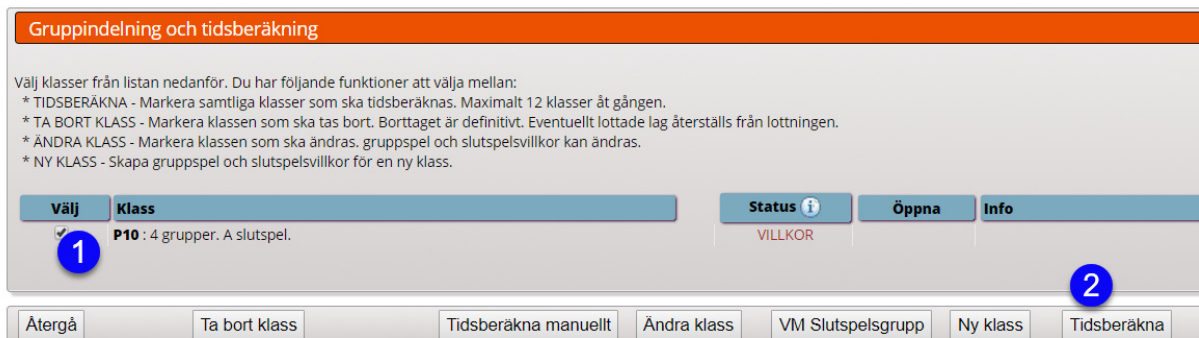 Gruppindelning och tidsberäkning
Välj klasser från listan nedanför. Du har följande funktioner att välja mellan:
* TIDSBERÄKNA - Markera samtliga klasser som ska tidsberäknas. Maximalt 12 klasser åt gången.
* TA BORT KLASS - Markera klassen som ska tas bort. Borttaget är definitivt. Eventuellt lottade lag återställs från lottningen.
* ÄNDRA KLASS - Markera klassen som ska ändras. gruppspel och slutspelsvillkor kan ändras.
* NY KLASS - Skapa gruppspel och slutspelsvillkor för en ny klass.
Välj Klass Status i Öppna Info
P10 : 4 grupper. A slutspel. VILLKOR
1
2
Återgå Ta bort klass Tidsberäkna manuellt Ändra klass VM Slutspelsgrupp Ny klass Tidsberäkna